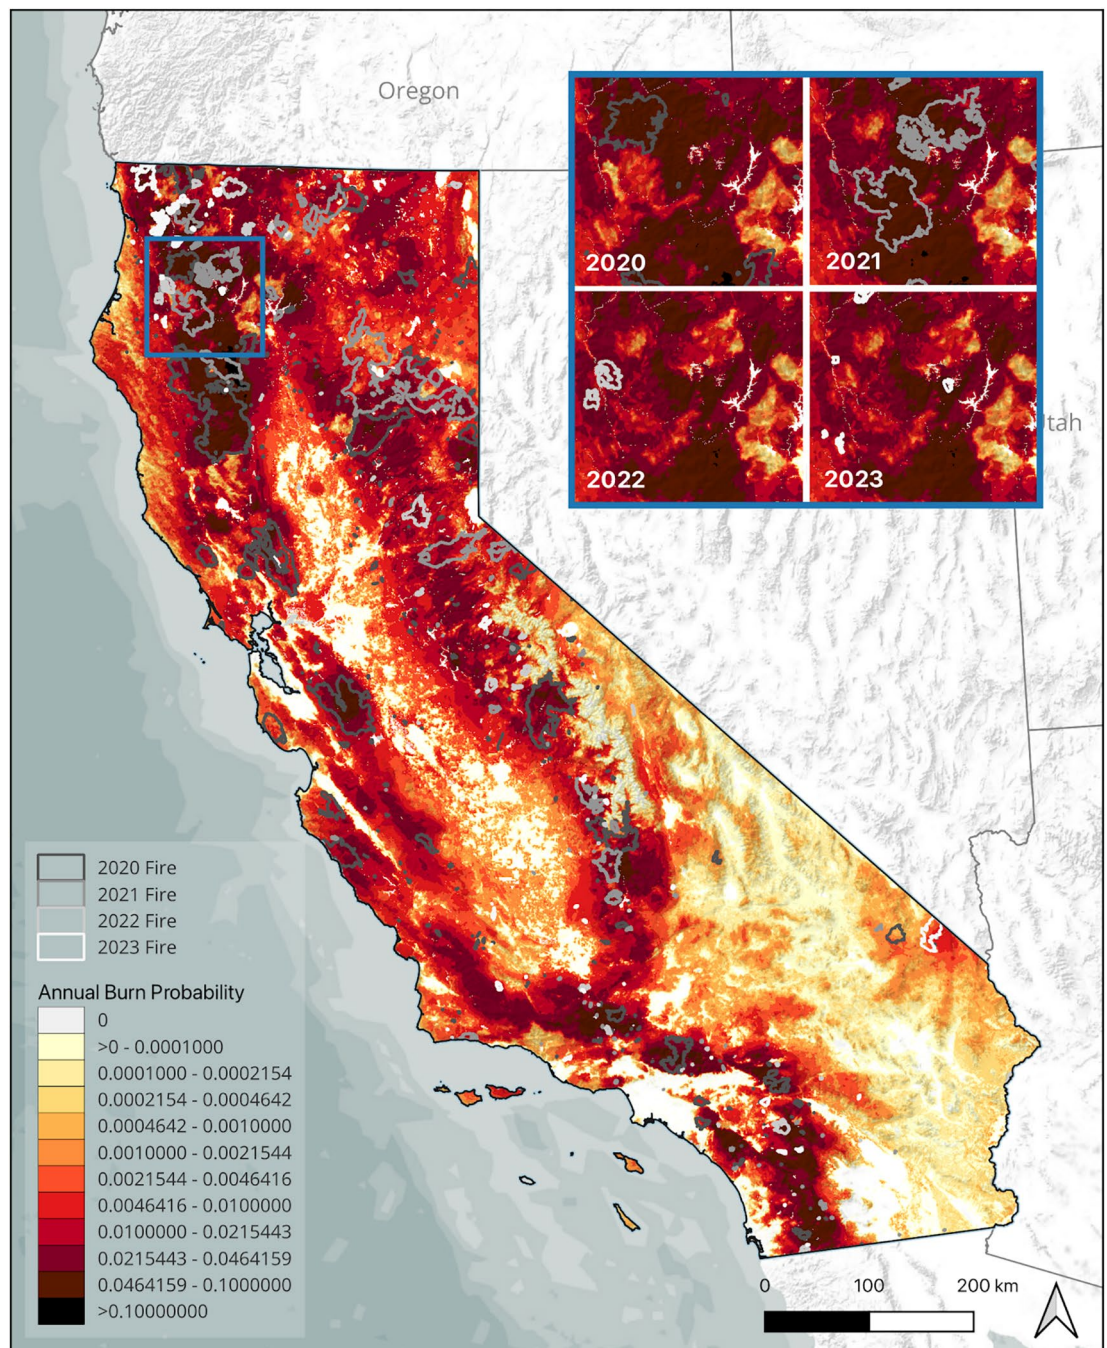 Oregon
2020
2021
2022
2023
tah
2020 Fire
2021 Fire
2022 Fire
2023 Fire
Annual Burn Probability
0
>0 - 0.0001000
0.0001000 - 0.0002154
0.0002154 - 0.0004642
0.0004642 - 0.0010000
0.0010000 - 0.0021544
0.0021544 - 0.0046416
0.0046416 - 0.0100000
0.0100000 - 0.0215443
0.0215443 - 0.0464159
0.0464159 - 0.1000000
>0.10000000
0 100 200 km